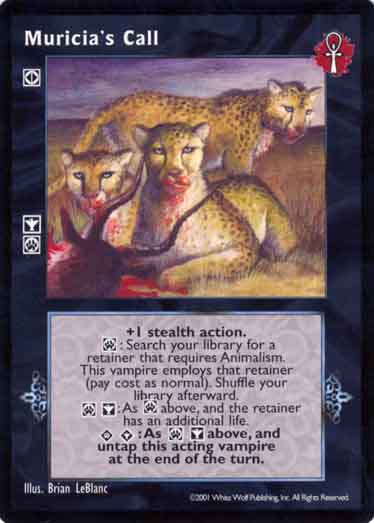 Muricia's Call
+1 stealth action.
: Search your library for a
retainer that requires Animalism.
This vampire employs that retainer
(pay cost as normal). Shuffle your
library afterward.
: As above, and the retainer
has an additional life.
: As above, and
untap this acting vampire
at the end of the turn.
Illus. Brian LeBlanc
©2001 White Wolf Publishing, Inc. All Rights Reserved.